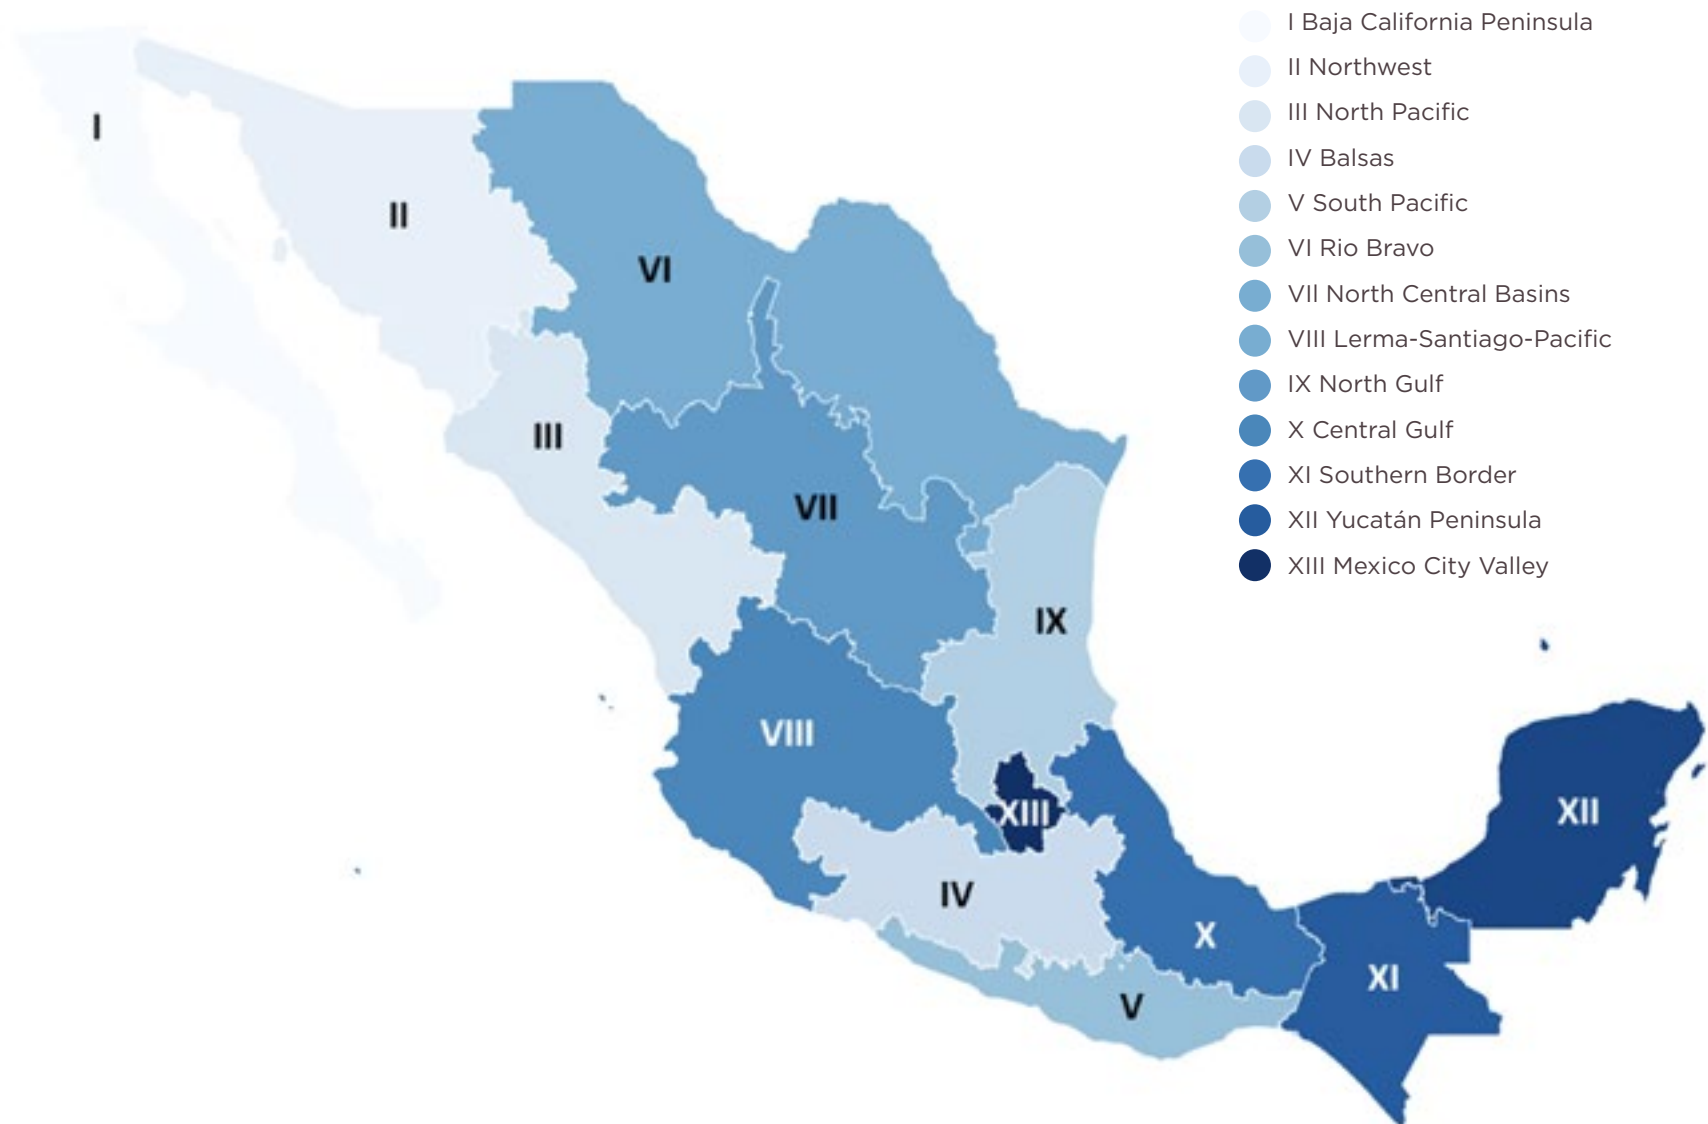 I Baja California Peninsula
II Northwest
III North Pacific
IV Balsas
V South Pacific
VI Rio Bravo
VII North Central Basins
VIII Lerma-Santiago-Pacific
IX North Gulf
X Central Gulf
XI Southern Border
XII Yucatán Peninsula
XIII Mexico City Valley
I
II
VI
III
VII
IX
VIII
XIII
XII
IV
X
XI
V